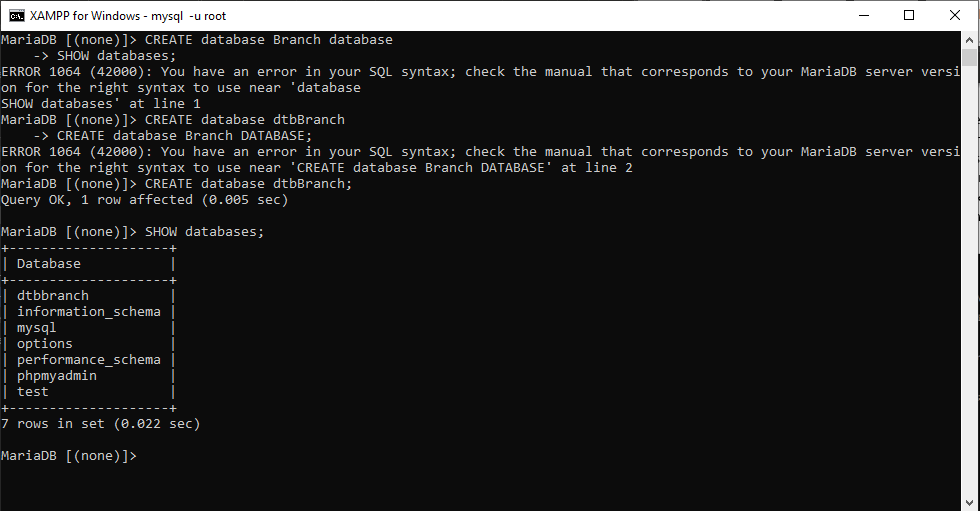 XAMPP for Windows - mysql  -u root
MariaDB [(none)]> CREATE database Branch database
    -> SHOW databases;
ERROR 1064 (42000): You have an error in your SQL syntax; check the manual that corresponds to your MariaDB server versi
on for the right syntax to use near 'database
SHOW databases' at line 1
MariaDB [(none)]> CREATE database dtbBranch
    -> CREATE database Branch DATABASE;
ERROR 1064 (42000): You have an error in your SQL syntax; check the manual that corresponds to your MariaDB server versi
on for the right syntax to use near 'CREATE database Branch DATABASE' at line 2
MariaDB [(none)]> CREATE database dtbBranch;
Query OK, 1 row affected (0.005 sec)

MariaDB [(none)]> SHOW databases;
+--------------------+
| Database           |
+--------------------+
| dtbbranch          |
| information_schema |
| mysql              |
| options            |
| performance_schema |
| phpmyadmin         |
| test               |
+--------------------+
7 rows in set (0.022 sec)

MariaDB [(none)]>